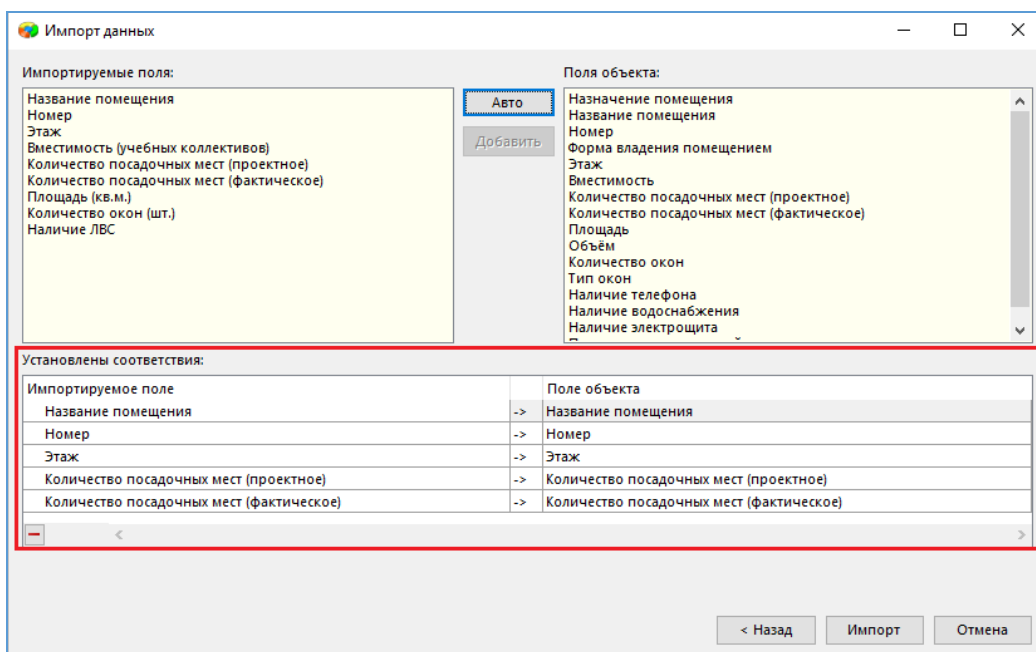 Импорт данных
Импортируемые поля:
Название помещения
Номер
Этаж
Вместимость (учебных коллективов)
Количество посадочных мест (проектное)
Количество посадочных мест (фактическое)
Площадь (кв.м.)
Количество окон (шт.)
Наличие ЛВС
Авто
Добавить
Поля объекта:
Назначение помещения
Название помещения
Номер
Форма владения помещением
Этаж
Вместимость
Количество посадочных мест (проектное)
Количество посадочных мест (фактическое)
Площадь
Объём
Количество окон
Тип окон
Наличие телефона
Наличие водоснабжения
Наличие электрощита
Установлены соответствия:
Импортируемое поле Поле объекта
Название помещения -> Название помещения
Номер -> Номер
Этаж -> Этаж
Количество посадочных мест (проектное) -> Количество посадочных мест (проектное)
Количество посадочных мест (фактическое) -> Количество посадочных мест (фактическое)
< Назад Импорт Отмена